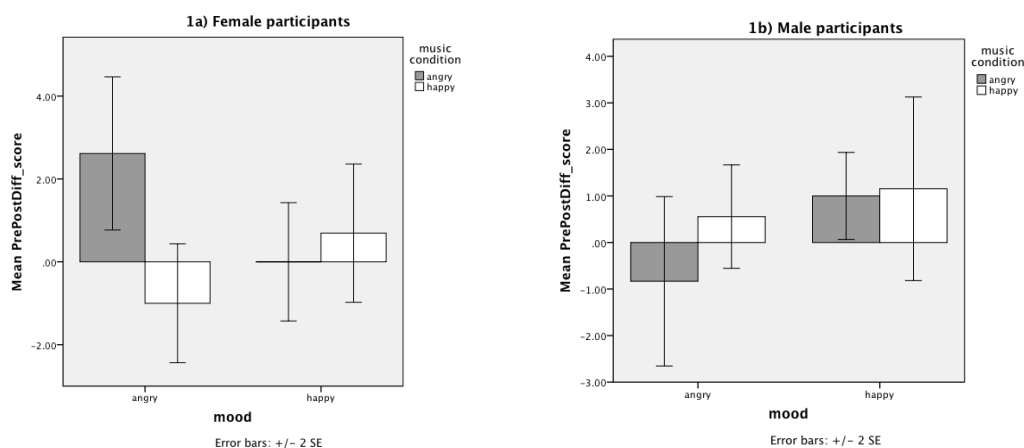 1a) Female participants
music
condition
angry
happy
Mean PrePostDiff_score
4.00
2.00
.00
−2.00
angry happy
mood
Error bars: +/− 2 SE
1b) Male participants
music
condition
angry
happy
Mean PrePostDiff_score
4.00
3.00
2.00
1.00
.00
−1.00
−2.00
−3.00
angry happy
mood
Error bars: +/− 2 SE